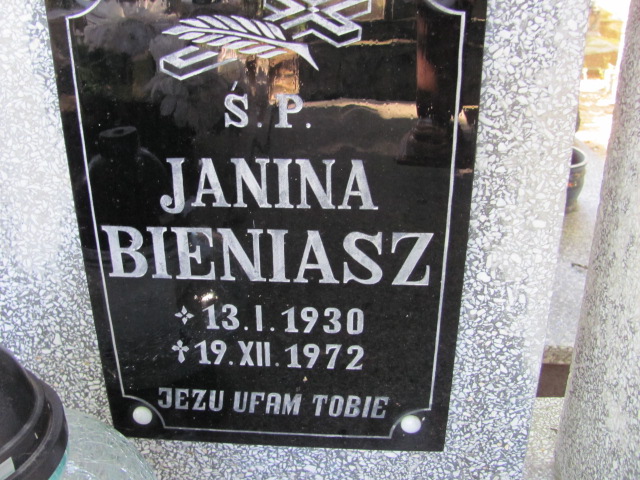 Ś. P.
JANINA
BIENIASZ
13. I. 1930
19. XII. 1972
JEZU UFAM TOBIE